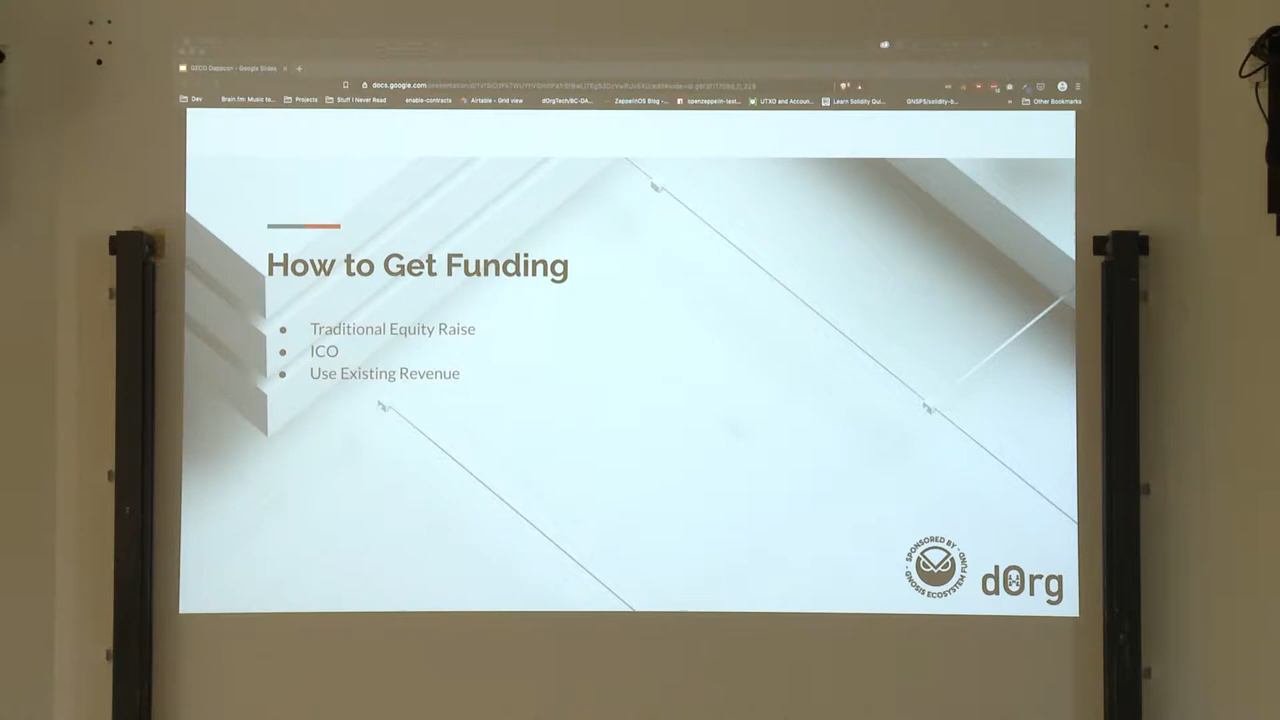 GECO Dappcon - Google Slides
docs.google.com
Dev
Brain.fm: Music to...
Projects
Stuff I Never Read
enable-contracts
Airtable - Grid view
dOrgTech/BC-DA...
ZeppelinOS Blog -...
openzeppelin-test...
UTXO and Accoun...
Learn Solidity Qui...
GNSPS/solidity-b...
Other Bookmarks
How to Get Funding
● Traditional Equity Raise
● ICO
● Use Existing Revenue
SPONSORED BY
GNOSIS ECOSYSTEM FUND
dOrg